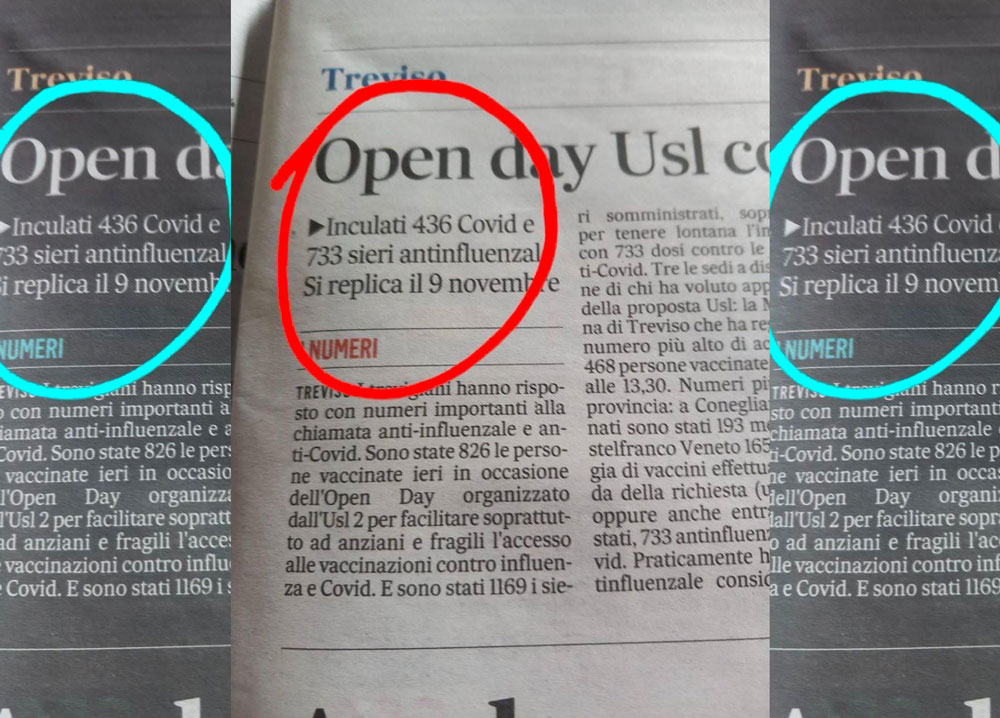 Treviso
Open day Usl co
▶Inculati 436 Covid e
733 sieri antinfluenzal
Si replica il 9 novembre
I NUMERI
TREVISO I trevigiani hanno rispo-
sto con numeri importanti alla
chiamata anti-influenzale e an-
ti-Covid. Sono state 826 le perso-
ne vaccinate ieri in occasione
dell'Open Day organizzato
dall'Usl 2 per facilitare soprattut-
to ad anziani e fragili l'accesso
alle vaccinazioni contro influen-
za e Covid. E sono stati 1169 i sie-
ri somministrati, sop
per tenere lontana l'in
con 733 dosi contro le
ti-Covid. Tre le sedi a dis
ne di chi ha voluto app
della proposta Usl: la M
na di Treviso che ha re
numero più alto di ac
468 persone vaccinate
alle 13,30. Numeri pi
provincia: a Coneglia
nati sono stati 193 m
stelfranco Veneto 165
gia di vaccini effettua
da della richiesta (u
oppure anche entr
stati, 733 antinfluen
vid. Praticamente h
tinfluenzale consid